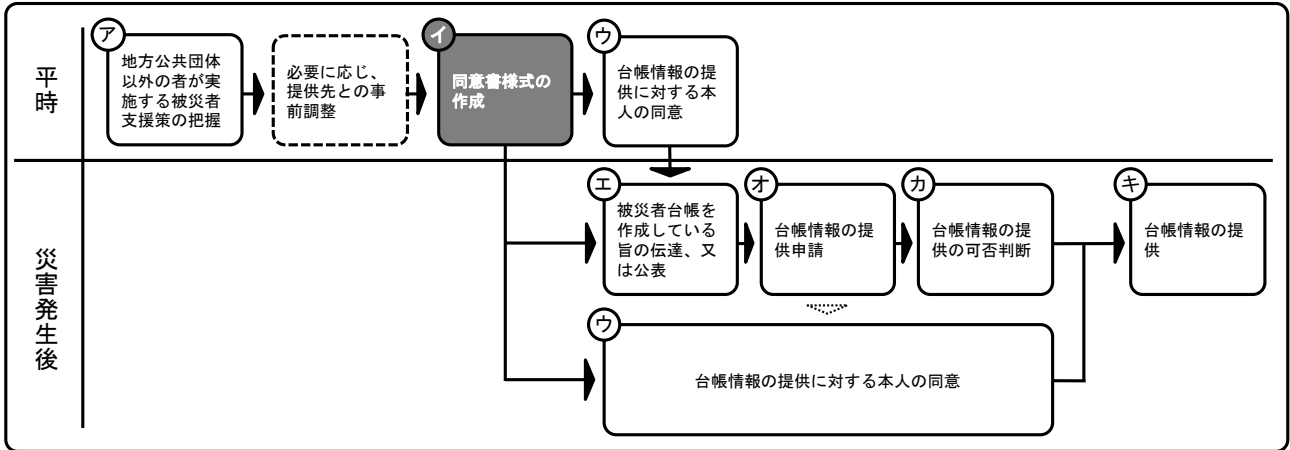 平時
ア
地方公共団体
以外の者が実
施する被災者
支援策の把握
必要に応じ、
提供先との事
前調整
イ
同意書様式の
作成
ウ
台帳情報の提
供に対する本
人の同意
災害発生後
エ
被災者台帳を
作成している
旨の伝達、又
は公表
オ
台帳情報の提
供申請
カ
台帳情報の提
供の可否判断
キ
台帳情報の提
供
ウ
台帳情報の提供に対する本人の同意